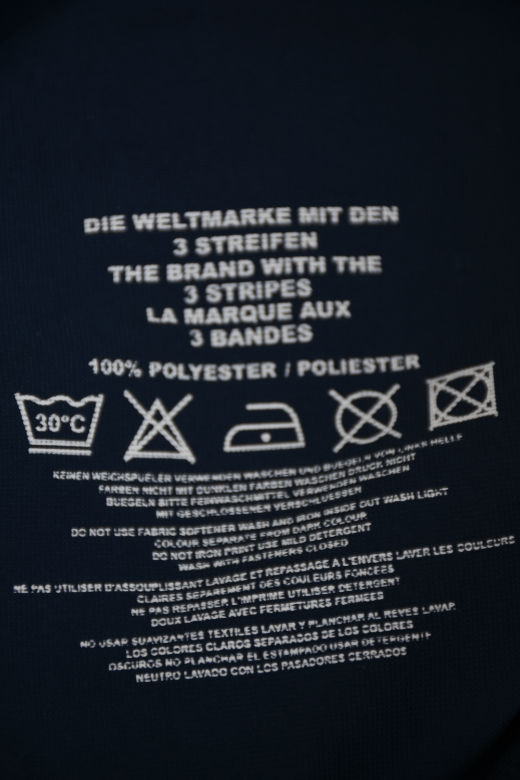 DIE WELTMARKE MIT DEN
3 STREIFEN
THE BRAND WITH THE
3 STRIPES
LA MARQUE AUX
3 BANDES
100% POLYESTER / POLIESTER
30°C
KEINEN WEICHSPUELER VERWENDEN WASCHEN UND BUEGELN VON LINKS HELLE
FARBEN NICHT MIT DUNKLEN FARBEN WASCHEN DRUCK NICHT
BUEGELN BITTE FEINWASCHMITTEL VERWENDEN WASCHEN
MIT GESCHLOSSENEN VERSCHLUESSEN
DO NOT USE FABRIC SOFTENER WASH AND IRON INSIDE OUT WASH LIGHT
COLOUR SEPARATE FROM DARK COLOUR
DO NOT IRON PRINT USE MILD DETERGENT
WASH WITH FASTENERS CLOSED
NE PAS UTILISER D'ASSOUPLISSANT LAVAGE ET REPASSAGE A L'ENVERS LAVER LES COULEURS
CLAIRES SEPAREMENT DES COULEURS FONCEES
NE PAS REPASSER L'IMPRIME UTILISER DETERGENT
DOUX LAVAGE AVEC FERMETURES FERMEES
NO USAR SUAVIZANTES TEXTILES LAVAR Y PLANCHAR AL REVES LAVAR
LOS COLORES CLAROS SEPARADOS DE LOS COLORES
OSCUROS NO PLANCHAR EL ESTAMPADO USAR DETERGENTE
NEUTRO LAVADO CON LOS PASADORES CERRADOS